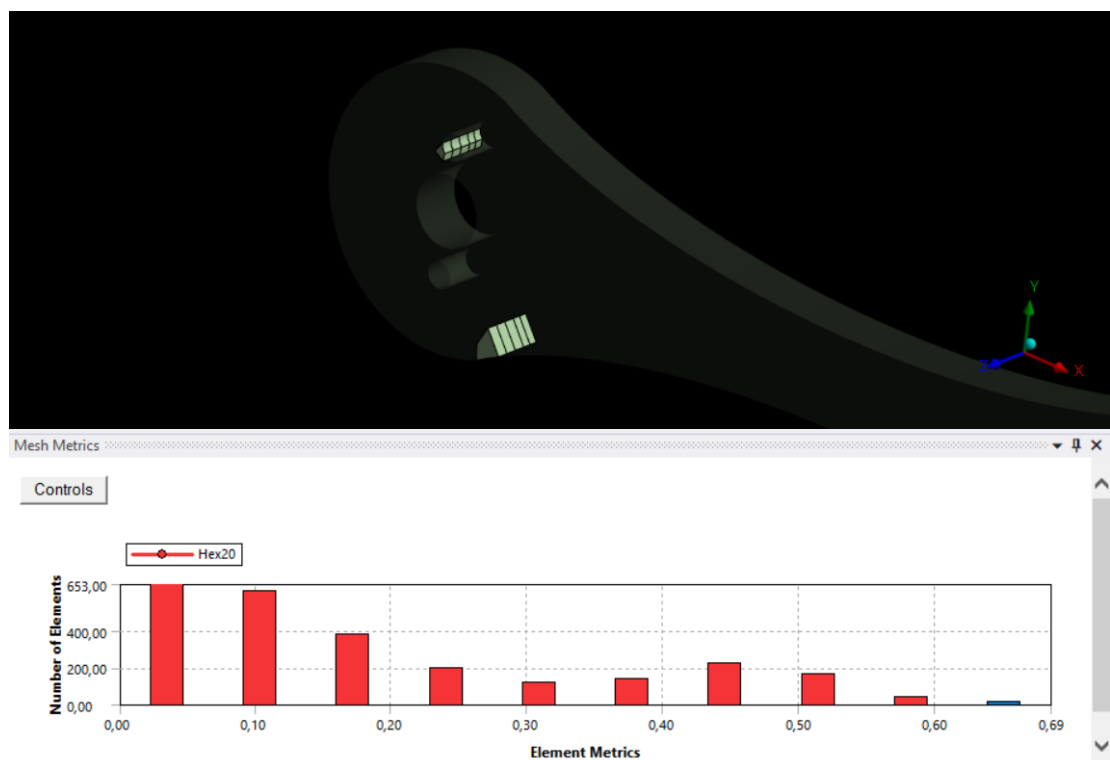 Y
Z
X
Mesh Metrics
Controls
Hex20
Number of Elements
653,00
400,00
200,00
0,00
0,00 0,10 0,20 0,30 0,40 0,50 0,60 0,69
Element Metrics